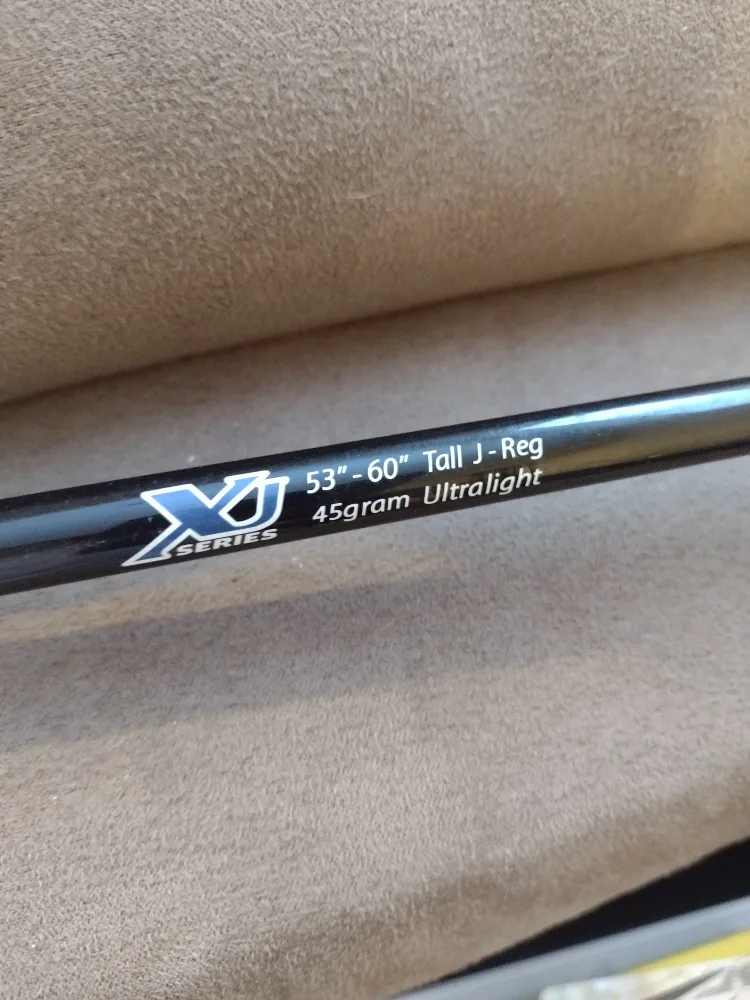 XJ
SERIES
53"-60" Tall J-Reg
45gram Ultralight